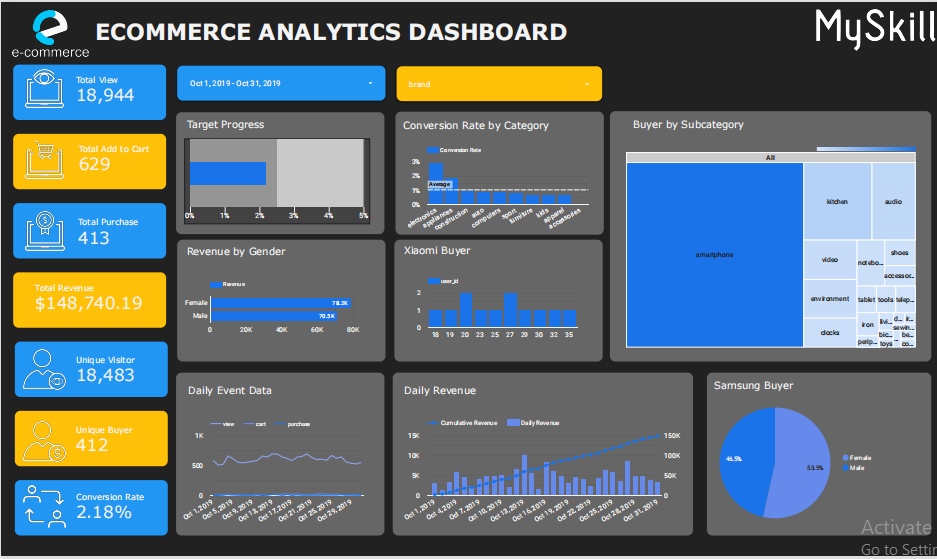 ECOMMERCE ANALYTICS DASHBOARD
e-commerce
MySkill
Total View
18,944
Total Add to Cart
629
Total Purchase
413
Total Revenue
$148,740.19
Unique Visitor
18,483
Unique Buyer
412
Conversion Rate
2.18%
Oct 1, 2019 - Oct 31, 2019
brand
Target Progress
0% 1% 2% 3% 4% 5%
Conversion Rate by Category
Conversion Rate
3%
2%
1%
0%
Average
electronics
appliances
construction
auto
computers
sport
furniture
kids
apparel
accessories
Buyer by Subcategory
All
smartphone
kitchen
audio
video
notebo...
shoes
accessor...
environment
tablet
tools
telep...
clocks
iron
livi...
d...
ir...
sewin...
bic...
be...
perip...
toys
...
co...
Revenue by Gender
Revenue
Female
78.2K
Male
70.5K
0 20K 40K 60K 80K
Xiaomi Buyer
user_id
2
1
0
18 19 20 23 25 27 29 30 32 35
Daily Event Data
view cart purchase
1K
500
0
Oct 1, 2019
Oct 5, 2019
Oct 9, 2019
Oct 13, 2019
Oct 17, 2019
Oct 21, 2019
Oct 25, 2019
Oct 29, 2019
Daily Revenue
Cumulative Revenue Daily Revenue
15K
10K
5K
0
150K
100K
50K
0
Oct 1, 2019
Oct 4, 2019
Oct 7, 2019
Oct 10, 2019
Oct 13, 2019
Oct 16, 2019
Oct 19, 2019
Oct 22, 2019
Oct 25, 2019
Oct 28, 2019
Oct 31, 2019
Samsung Buyer
46.5%
53.5%
Female
Male
Activate
Go to Settin